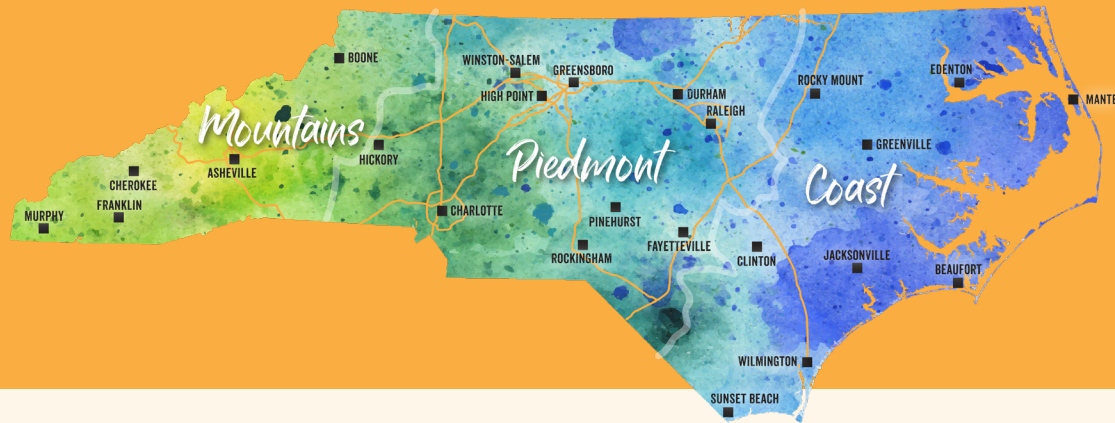 BOONE
WINSTON-SALEM
GREENSBORO
HIGH POINT
DURHAM
RALEIGH
ROCKY MOUNT
EDENTON
MANTE
Mountains
HICKORY
Piedmont
GREENVILLE
Coast
ASHEVILLE
CHEROKEE
FRANKLIN
MURPHY
CHARLOTTE
PINEHURST
ROCKINGHAM
FAYETTEVILLE
CLINTON
JACKSONVILLE
BEAUFORT
WILMINGTON
SUNSET BEACH